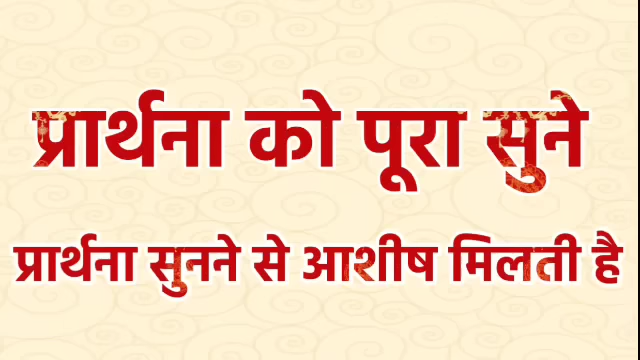 प्रार्थना को पूरा सुने
प्रार्थना सुनने से आशीष मिलती है